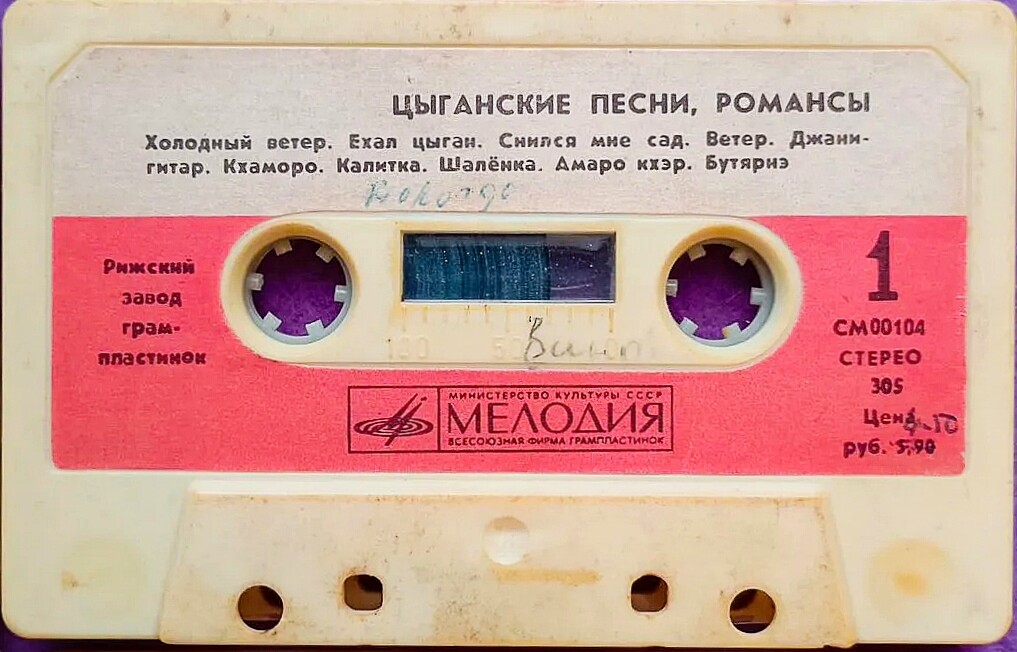 ЦЫГАНСКИЕ ПЕСНИ, РОМАНСЫ
Холодный ветер. Ехал цыган. Снился мне сад. Ветер. Джани-
гитар. Кхаморо. Калитка. Шалёнка. Амаро кхэр. Бутярнэ
Рижский
завод
грам-
пластинок
100 50
1
СМ00104
СТЕРЕО
305
Цена
руб. 5.90
МИНИСТЕРСТВО КУЛЬТУРЫ СССР
МЕЛОДИЯ
ВСЕСОЮЗНАЯ ФИРМА ГРАМПЛАСТИНОК